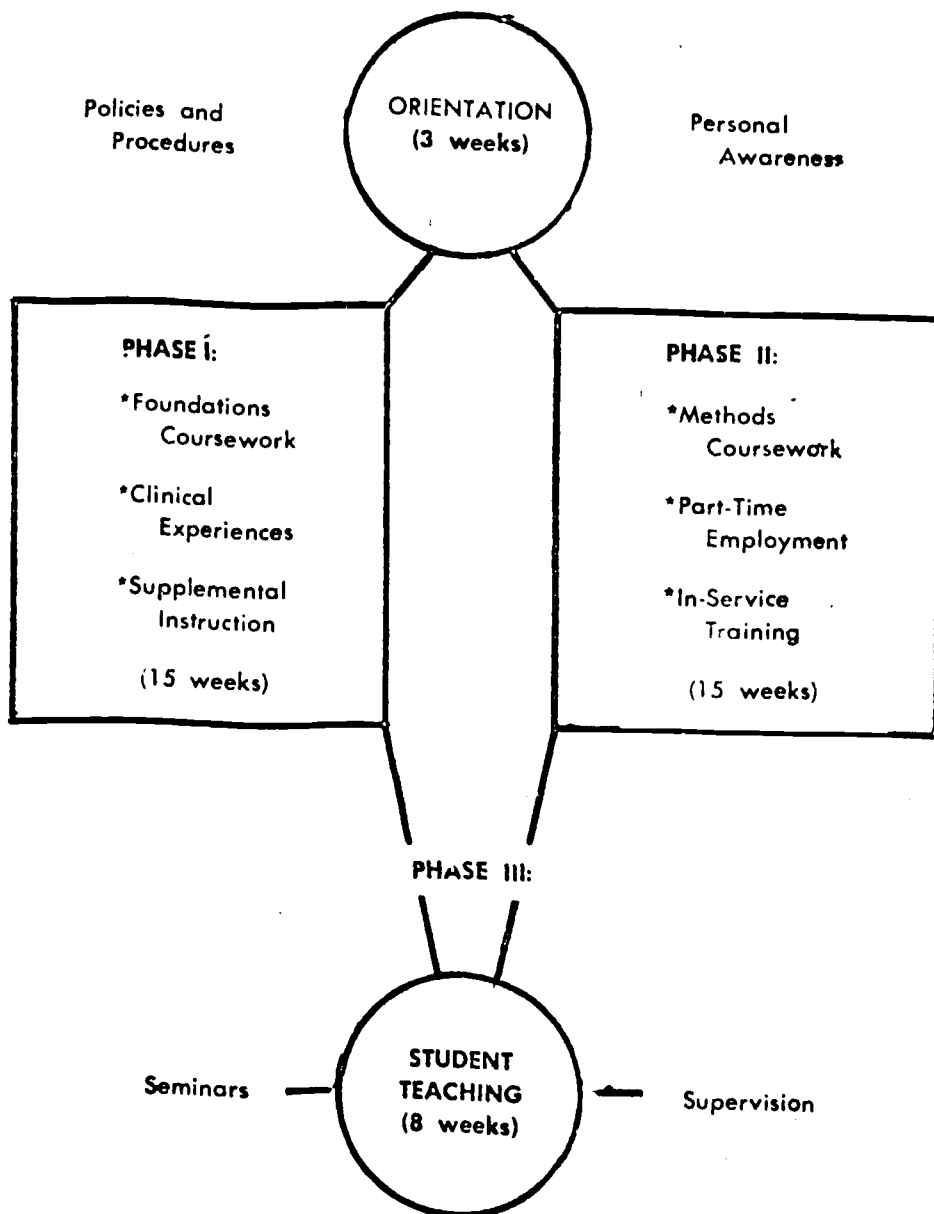 Policies and
Procedures
ORIENTATION
(3 weeks)
Personal
Awareness
PHASE I:
*Foundations
Coursework
*Clinical
Experiences
*Supplemental
Instruction
(15 weeks)
PHASE II:
*Methods
Coursework
*Part-Time
Employment
*In-Service
Training
(15 weeks)
PHASE III:
Seminars
STUDENT
TEACHING
(8 weeks)
Supervision